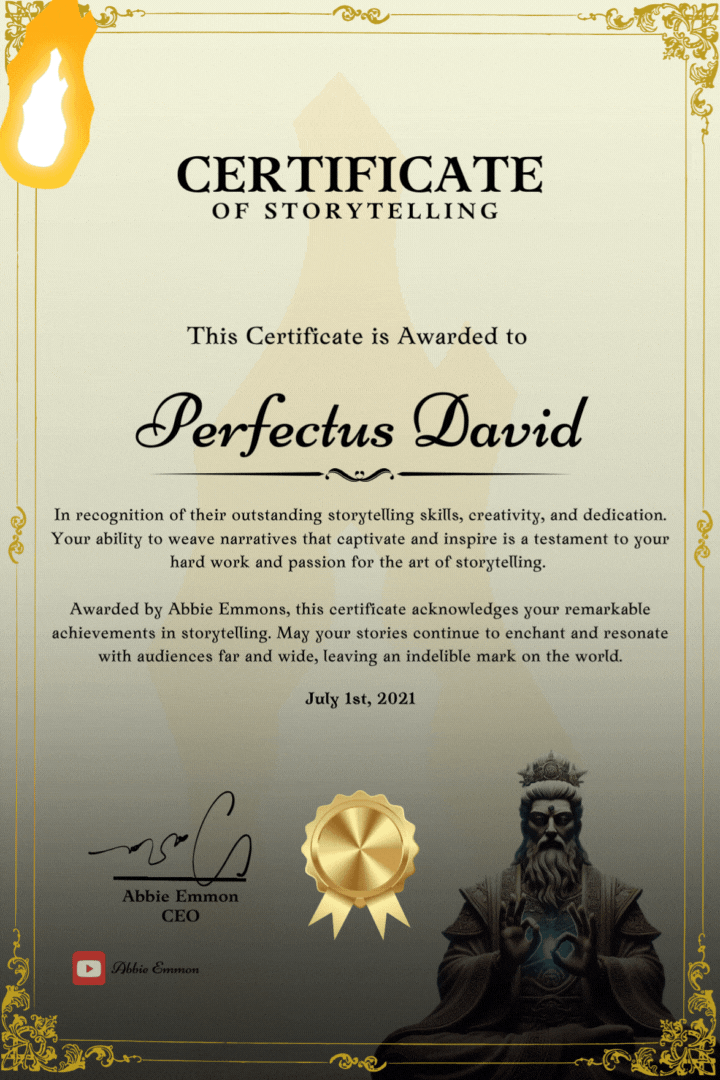 CERTIFICATE
OF STORYTELLING
This Certificate is Awarded to
Perfectus David
In recognition of their outstanding storytelling skills, creativity, and dedication.
Your ability to weave narratives that captivate and inspire is a testament to your
hard work and passion for the art of storytelling.
Awarded by Abbie Emmons, this certificate acknowledges your remarkable
achievements in storytelling. May your stories continue to enchant and resonate
with audiences far and wide, leaving an indelible mark on the world.
July 1st, 2021
Abbie Emmon
CEO
Abbie Emmon